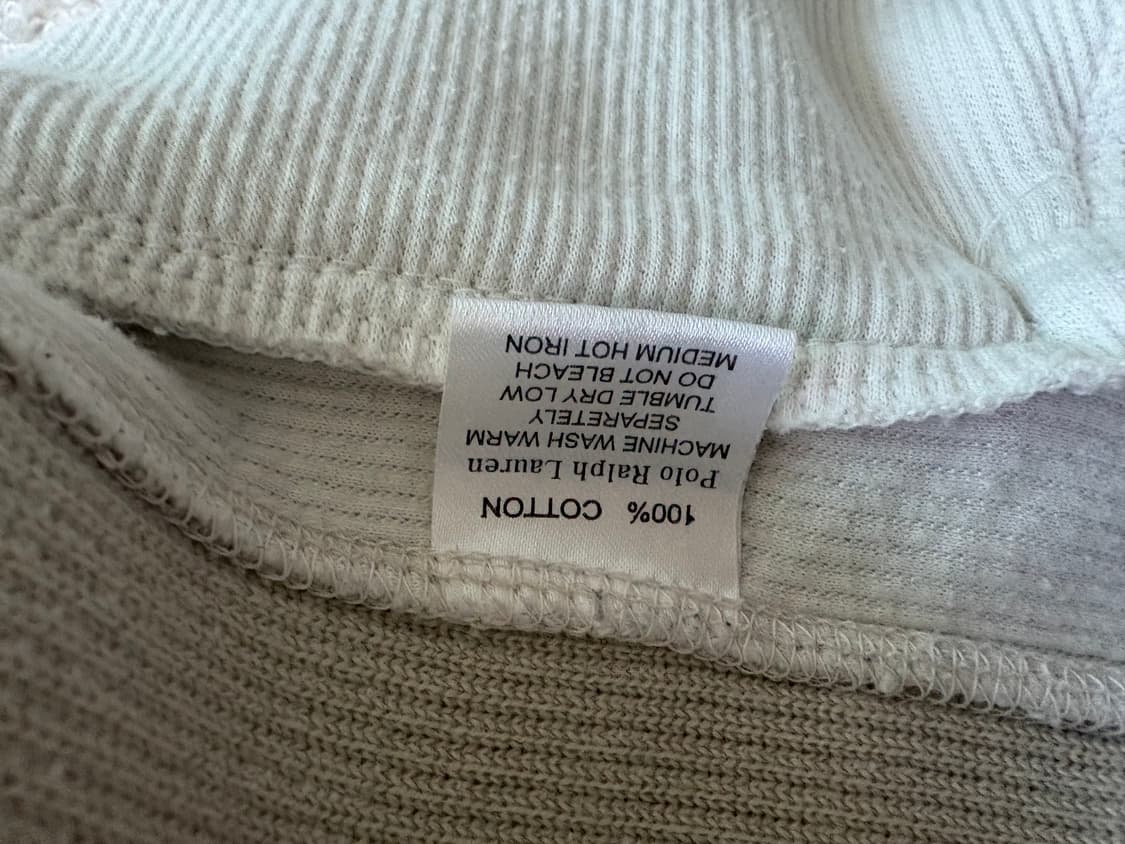 100% COTTON
Polo Ralph Lauren
MACHINE WASH WARM
SEPARETELY
TUMBLE DRY LOW
DO NOT BLEACH
MEDIUM HOT IRON